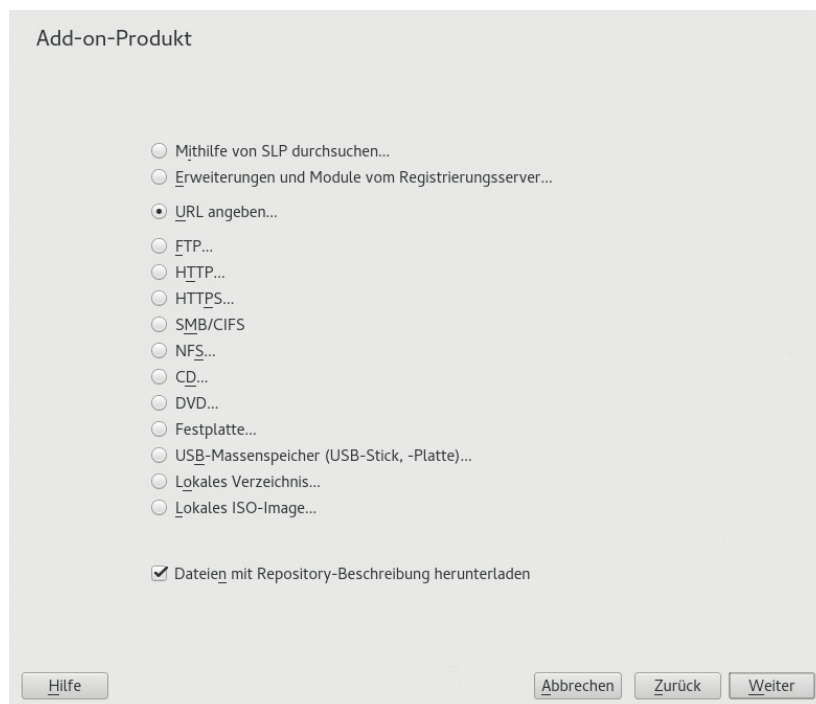 Add-on-Produkt
Mithilfe von SLP durchsuchen...
Erweiterungen und Module vom Registrierungsserver...
URL angeben...
FTP...
HTTP...
HTTPS...
SMB/CIFS
NFS...
CD...
DVD...
Festplatte...
USB-Massenspeicher (USB-Stick, -Platte)...
Lokales Verzeichnis...
Lokales ISO-Image...
Dateien mit Repository-Beschreibung herunterladen
Hilfe Abbrechen Zurück Weiter